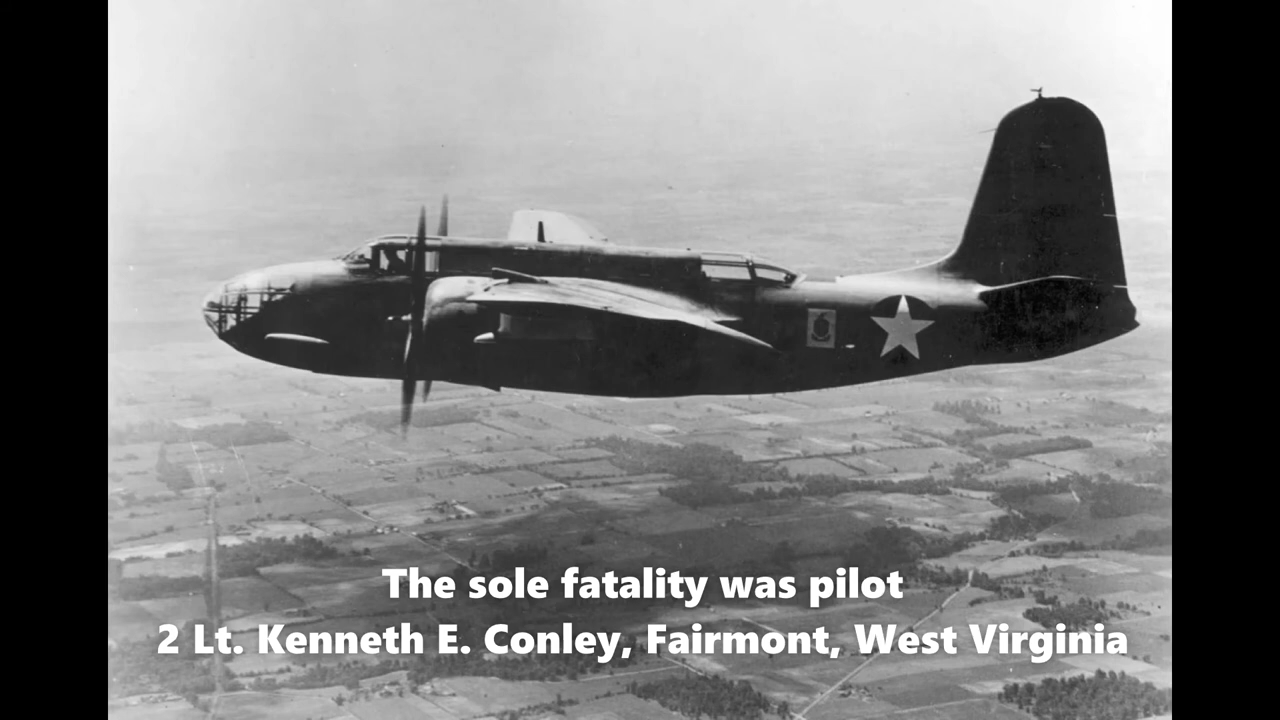 The sole fatality was pilot
2 Lt. Kenneth E. Conley, Fairmont, West Virginia